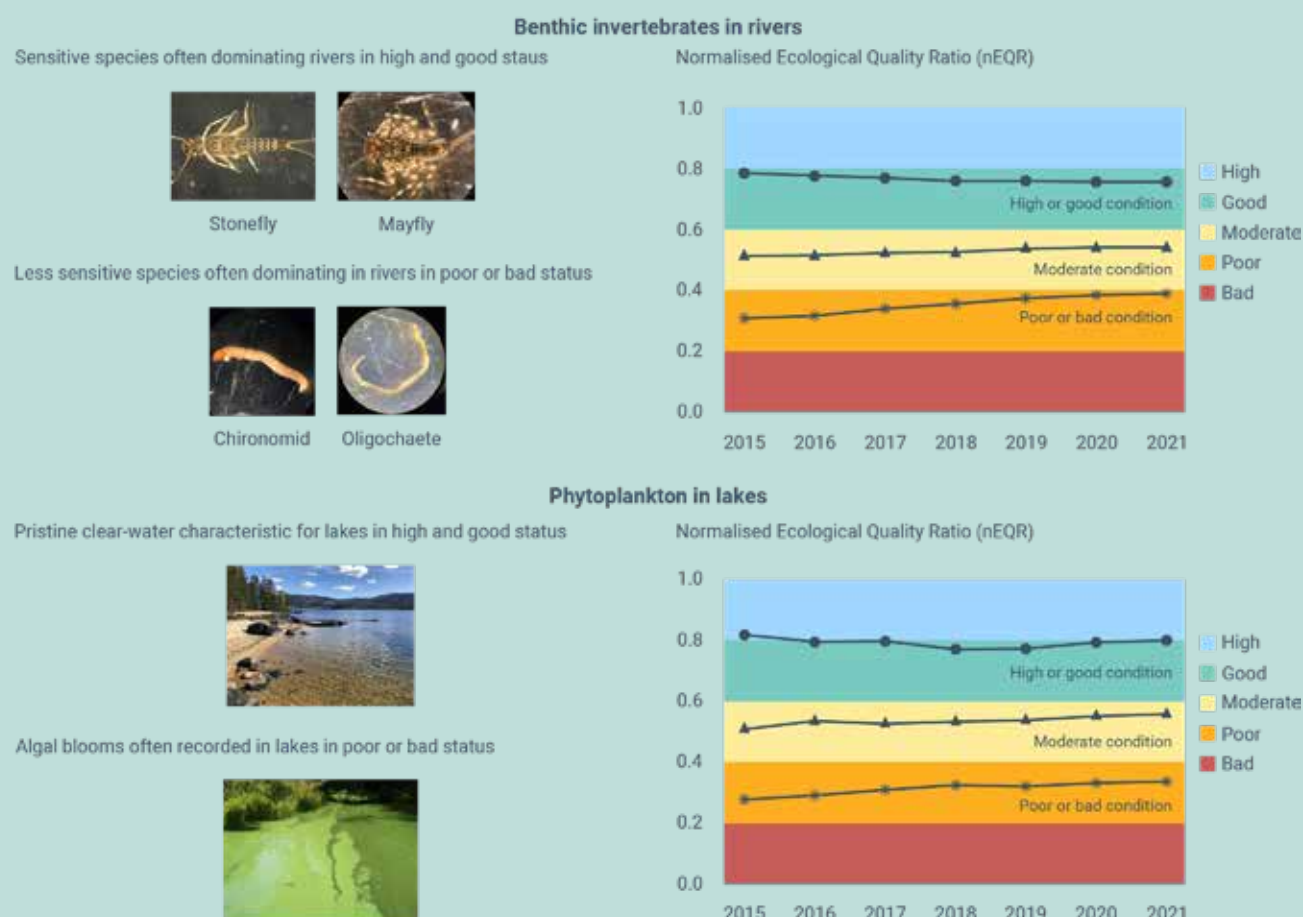 Benthic invertebrates in rivers
Sensitive species often dominating rivers in high and good staus
Stonefly Mayfly
Less sensitive species often dominating in rivers in poor or bad status
Chironomid Oligochaete
Normalised Ecological Quality Ratio (nEQR)
1.0
0.8
0.6
0.4
0.2
0.0
High or good condition
Moderate condition
Poor or bad condition
2015 2016 2017 2018 2019 2020 2021
High
Good
Moderate
Poor
Bad
Phytoplankton in lakes
Pristine clear-water characteristic for lakes in high and good status
Algal blooms often recorded in lakes in poor or bad status
Normalised Ecological Quality Ratio (nEQR)
1.0
0.8
0.6
0.4
0.2
0.0
High or good condition
Moderate condition
Poor or bad condition
2015 2016 2017 2018 2019 2020 2021
High
Good
Moderate
Poor
Bad